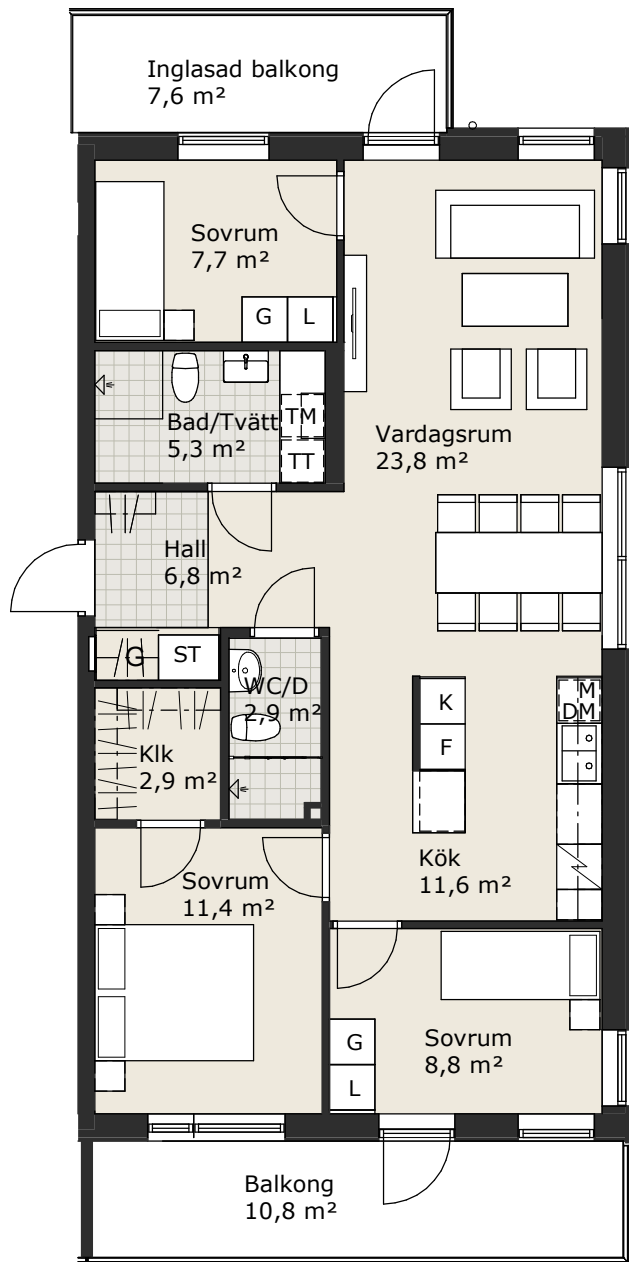 Inglasad balkong
7,6 m²
Sovrum
7,7 m²
G L
Bad/Tvätt
5,3 m²
TM
TT
Vardagsrum
23,8 m²
Hall
6,8 m²
G ST
WC/D
2,9 m²
Klk
2,9 m²
K
F
M
DM
Kök
11,6 m²
Sovrum
11,4 m²
Sovrum
8,8 m²
G
L
Balkong
10,8 m²